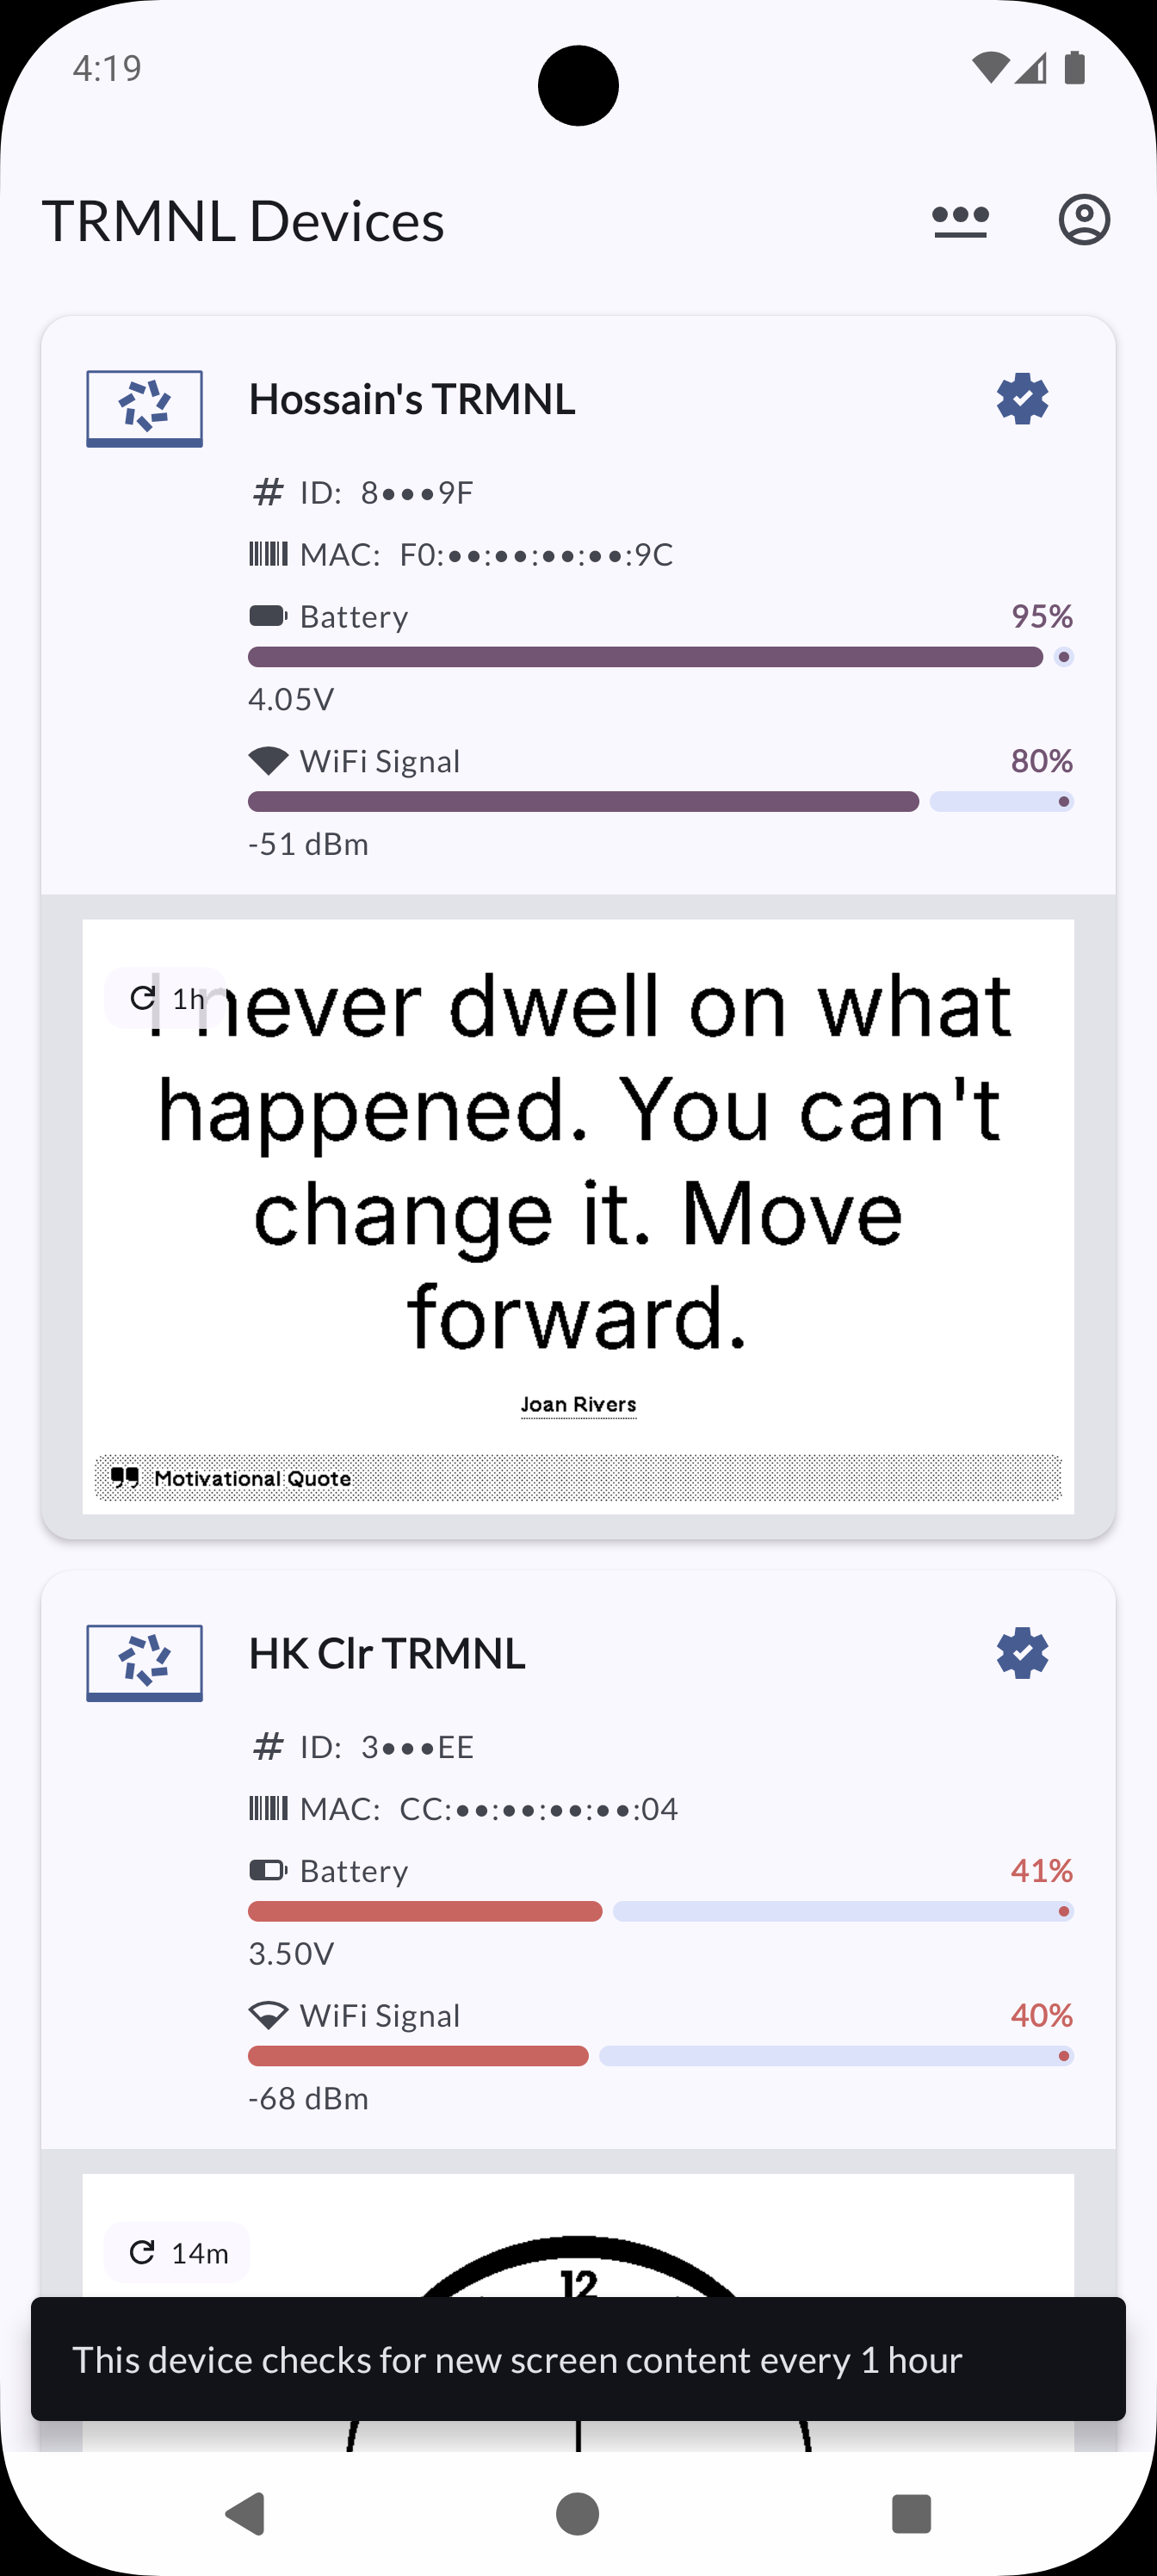 4:19
TRMNL Devices
Hossain's TRMNL
ID: 8•••9F
MAC: F0:••:••:••:••:9C
Battery 95%
4.05V
WiFi Signal 80%
-51 dBm
1h
I never dwell on what
happened. You can't
change it. Move
forward.
Joan Rivers
Motivational Quote
HK Clr TRMNL
ID: 3•••EE
MAC: CC:••:••:••:••:04
Battery 41%
3.50V
WiFi Signal 40%
-68 dBm
14m
12
This device checks for new screen content every 1 hour